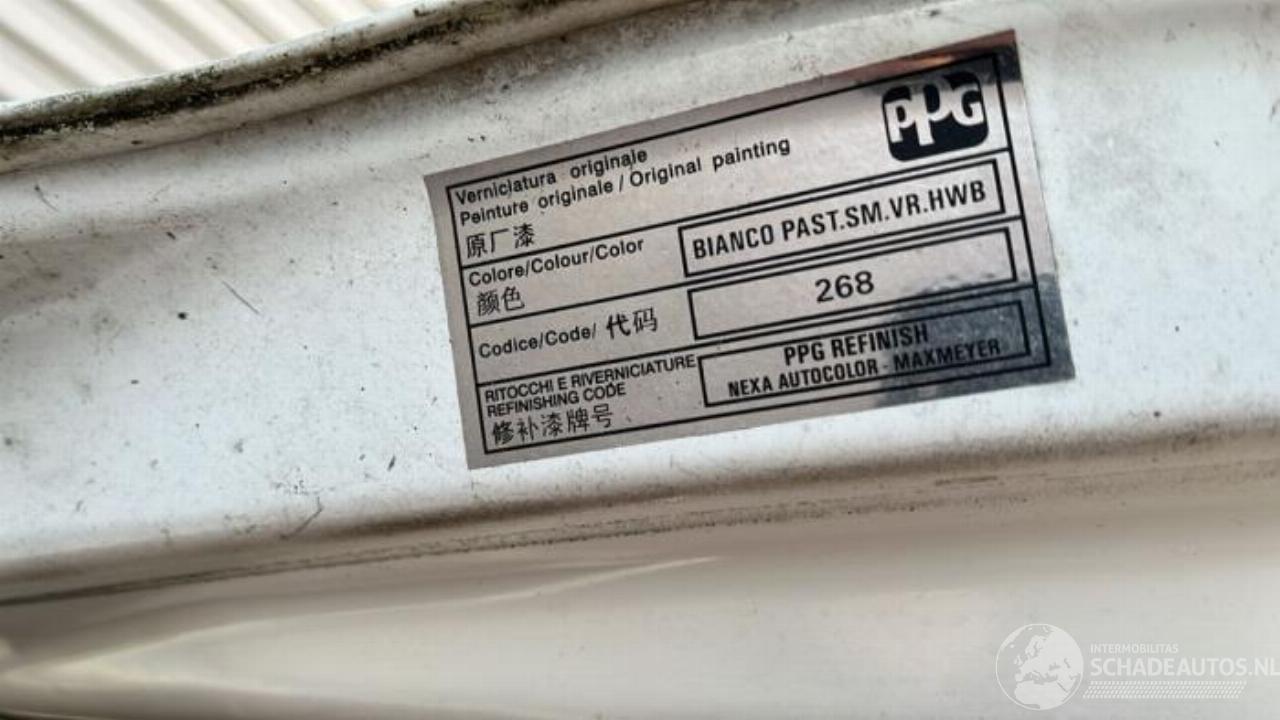 PPG
Verniciatura originale
Peinture originale / Original painting
原厂漆
Colore/Colour/Color
颜色
BIANCO PAST.SM.VR.HWB
Codice/Code/ 代码
268
RITOCCHI E RIVERNICIATURE
REFINISHING CODE
修补漆牌号
PPG REFINISH
NEXA AUTOCOLOR - MAXMEYER
INTERMOBILITAS
SCHADEAUTOS.NL